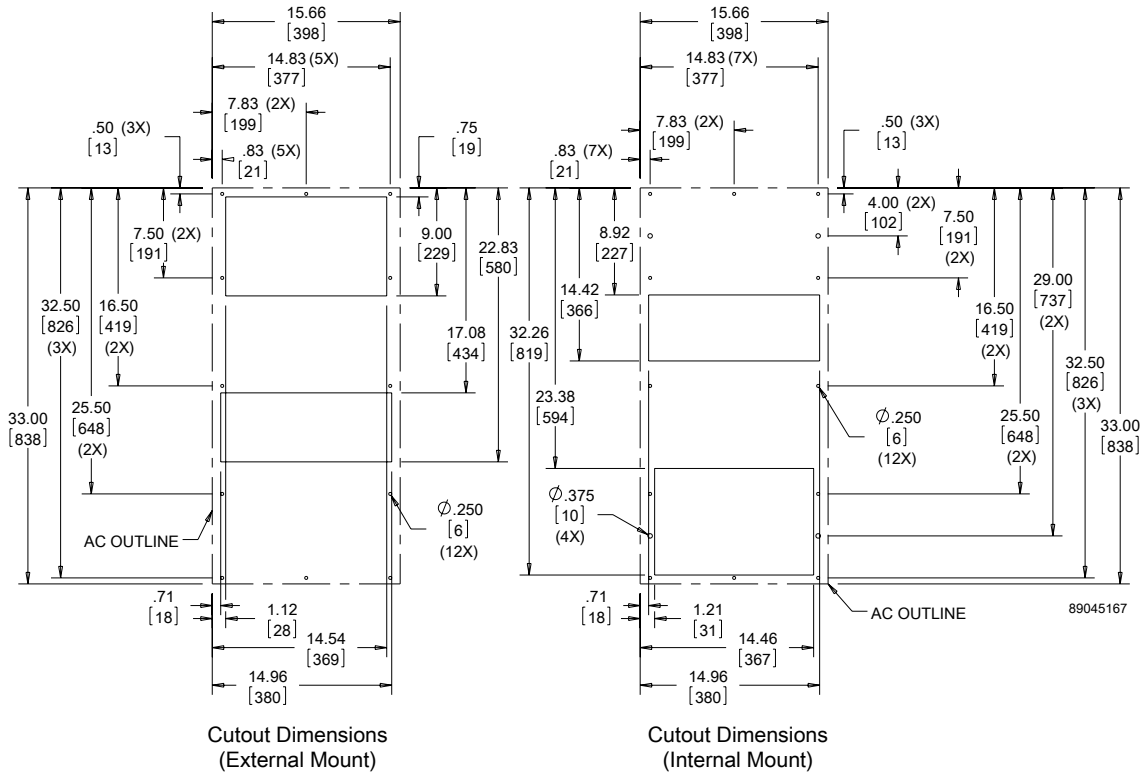 15.66
[398]
14.83 (5X)
[377]
7.83 (2X)
[199]
.50 (3X)
[13]
.83 (5X)
[21]
.75
[19]
7.50 (2X)
[191]
9.00
[229]
22.83
[580]
32.50
[826]
(3X)
16.50
[419]
(2X)
17.08
[434]
33.00
[838]
25.50
[648]
(2X)
Ø.250
[6]
(12X)
AC OUTLINE
.71
[18]
1.12
[28]
14.54
[369]
14.96
[380]
Cutout Dimensions
(External Mount)
15.66
[398]
14.83 (7X)
[377]
7.83 (2X)
[199]
.83 (7X)
[21]
.50 (3X)
[13]
4.00 (2X)
[102]
7.50
[191]
(2X)
8.92
[227]
14.42
[366]
29.00
[737]
(2X)
16.50
[419]
(2X)
32.26
[819]
32.50
[826]
(3X)
23.38
[594]
Ø.250
[6]
(12X)
25.50
[648]
(2X)
33.00
[838]
Ø.375
[10]
(4X)
.71
[18]
1.21
[31]
AC OUTLINE
89045167
14.46
[367]
14.96
[380]
Cutout Dimensions
(Internal Mount)